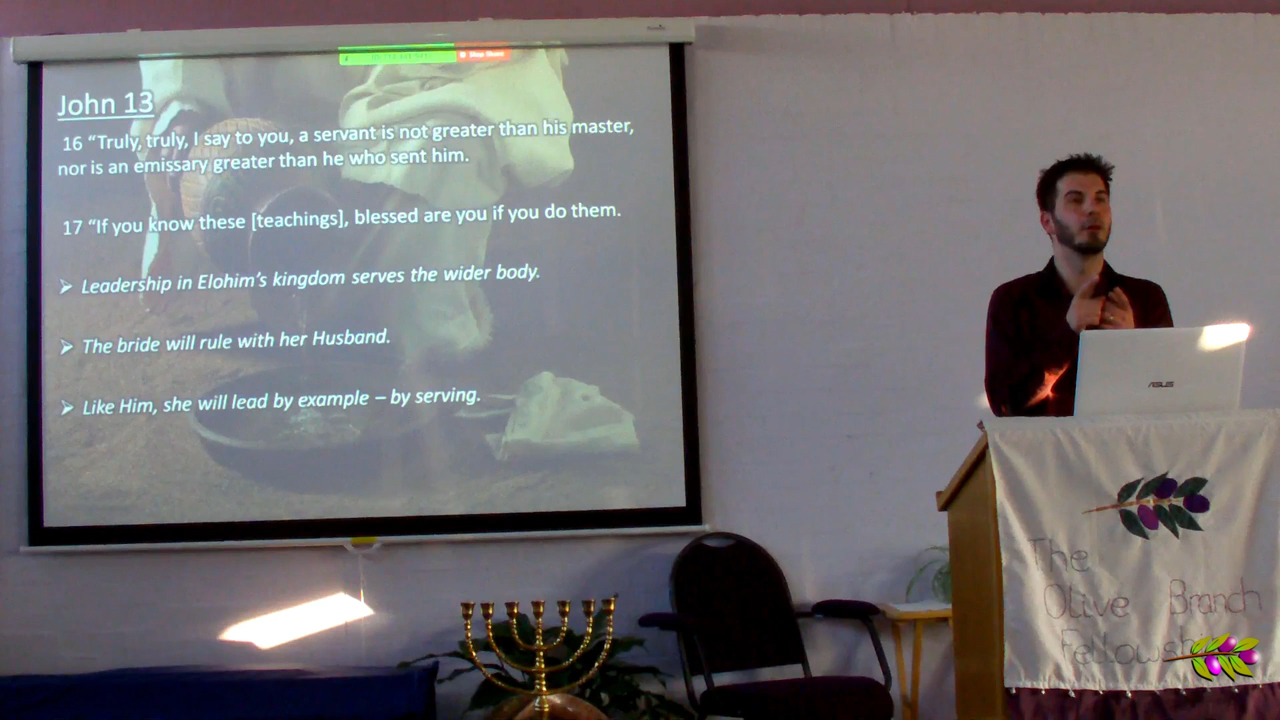 Stop Share
John 13
16 “Truly, truly, I say to you, a servant is not greater than his master,
nor is an emissary greater than he who sent him.
17 “If you know these [teachings], blessed are you if you do them.
➢ Leadership in Elohim’s kingdom serves the wider body.
➢ The bride will rule with her Husband.
➢ Like Him, she will lead by example – by serving.
ASUS
The
Olive Branch